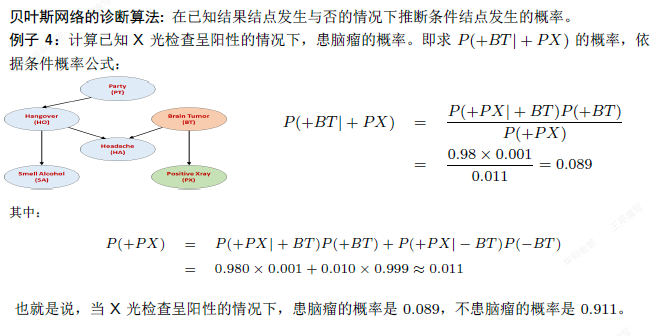 贝叶斯网络的诊断算法: 在已知结果结点发生与否的情况下推断条件结点发生的概率。
例子 4：计算已知 X 光检查呈阳性的情况下，患脑瘤的概率。即求 P(+BT| + PX) 的概率，依
据条件概率公式：
Party
(PT)
Hangover
(HO)
Brain Tumor
(BT)
Headache
(HA)
Smell Alcohol
(SA)
Positive Xray
(PX)
P(+BT| + PX) = P(+PX| + BT)P(+BT) / P(+PX)
= 0.98 × 0.001 / 0.011 = 0.089
其中：
P(+PX) = P(+PX| + BT)P(+BT) + P(+PX| − BT)P(−BT)
= 0.980 × 0.001 + 0.010 × 0.999 ≈ 0.011
也就是说，当 X 光检查呈阳性的情况下，患脑瘤的概率是 0.089，不患脑瘤的概率是 0.911。